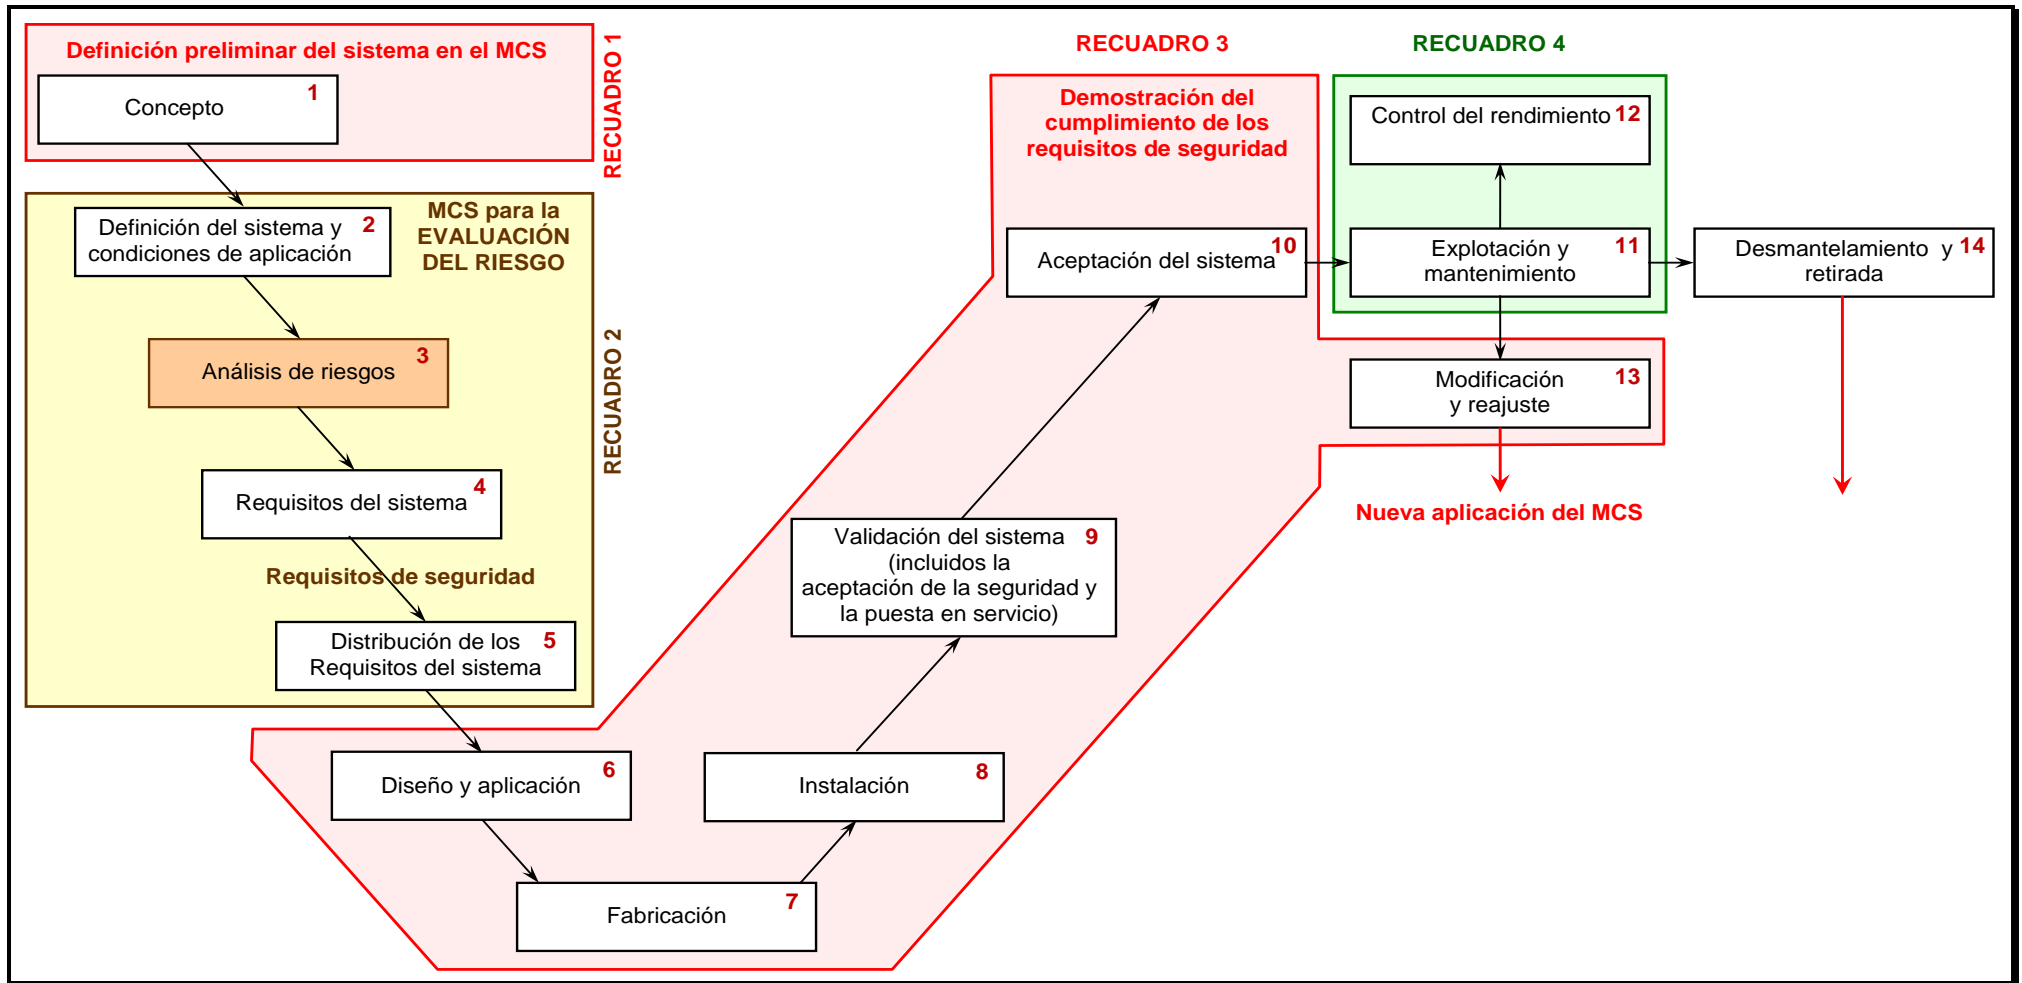 Definición preliminar del sistema en el MCS
RECUADRO 1
Concepto
1
MCS para la
EVALUACIÓN
DEL RIESGO
RECUADRO 2
Definición del sistema y
condiciones de aplicación
2
Análisis de riesgos
3
Requisitos del sistema
4
Requisitos de seguridad
Distribución de los
Requisitos del sistema
5
Diseño y aplicación
6
Fabricación
7
Instalación
8
Validación del sistema
(incluidos la
aceptación de la seguridad y
la puesta en servicio)
9
RECUADRO 3
Demostración del
cumplimiento de los
requisitos de seguridad
Aceptación del sistema
10
RECUADRO 4
Control del rendimiento
12
Explotación y
mantenimiento
11
Modificación
y reajuste
13
Nueva aplicación del MCS
Desmantelamiento y
retirada
14